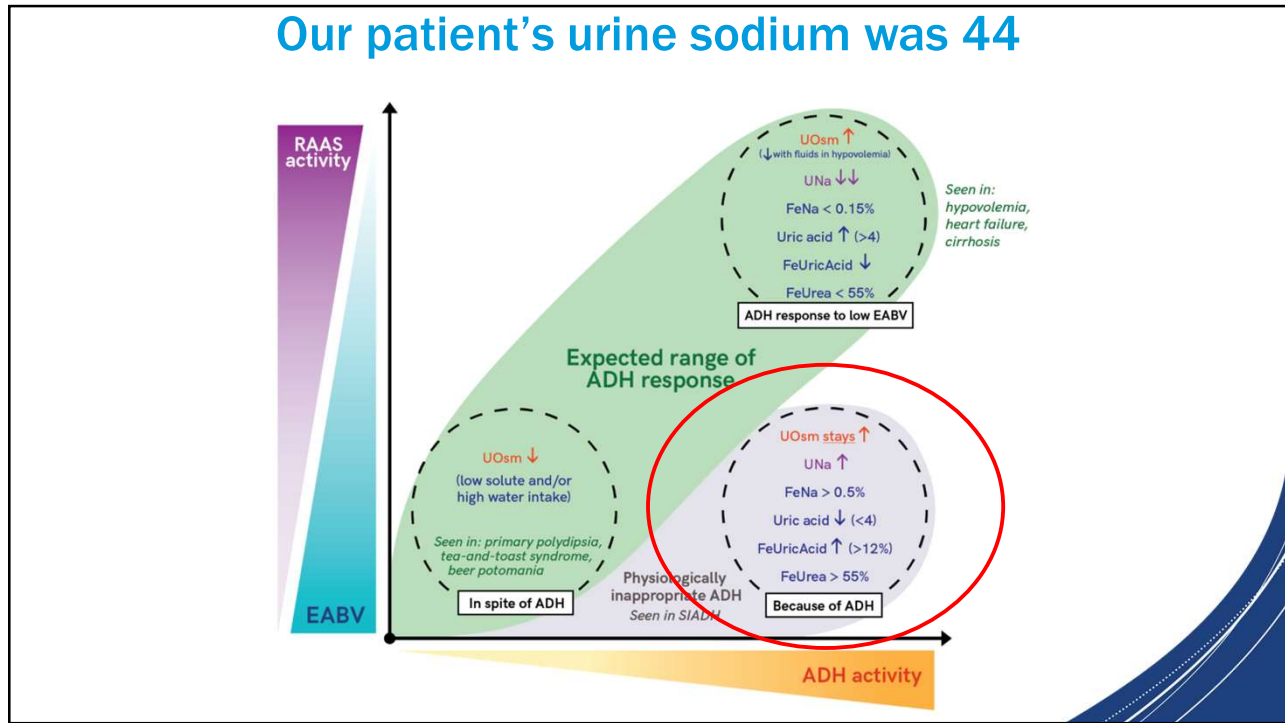 Our patient's urine sodium was 44
RAAS
activity
EABV
UOsm ↑
(↓with fluids in hypovolemia)
UNa ↓↓
FeNa < 0.15%
Uric acid ↑ (>4)
FeUricAcid ↓
FeUrea < 55%
ADH response to low EABV
Seen in:
hypovolemia,
heart failure,
cirrhosis
Expected range of
ADH response
UOsm ↓
(low solute and/or
high water intake)
Seen in: primary polydipsia,
tea-and-toast syndrome,
beer potomania
In spite of ADH
Physiologically
inappropriate ADH
Seen in SIADH
UOsm stays ↑
UNa ↑
FeNa > 0.5%
Uric acid ↓ (<4)
FeUricAcid ↑ (>12%)
FeUrea > 55%
Because of ADH
ADH activity